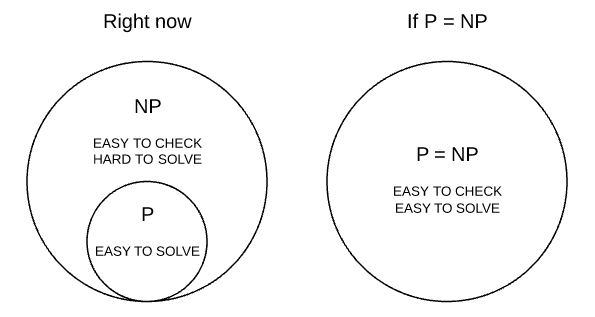 Right now
NP
EASY TO CHECK
HARD TO SOLVE
P
EASY TO SOLVE
If P = NP
P = NP
EASY TO CHECK
EASY TO SOLVE